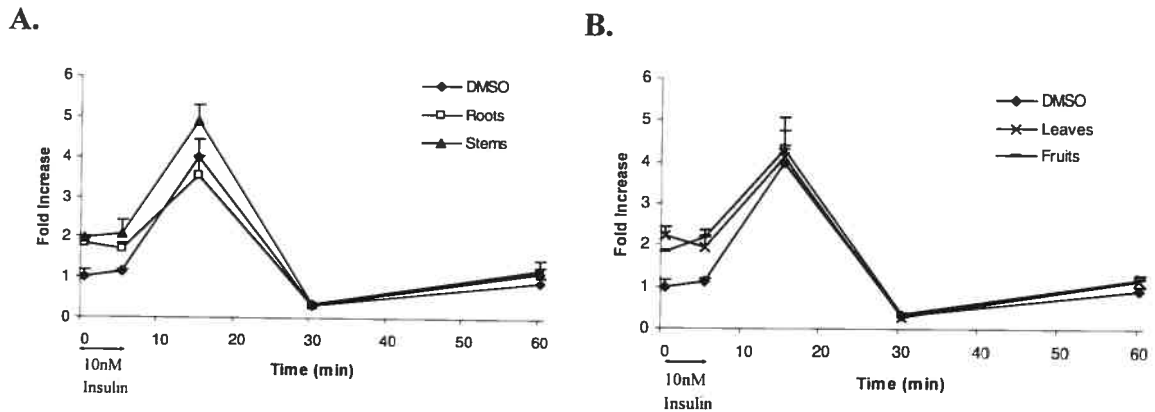 A.
Fold Increase
6
5
4
3
2
1
0
DMSO
Roots
Stems
0 10 20 30 40 50 60
10nM
Insulin
Time (min)
B.
Fold Increase
6
5
4
3
2
1
0
DMSO
Leaves
Fruits
0 10 20 30 40 50 60
10nM
Insulin
Time (min)